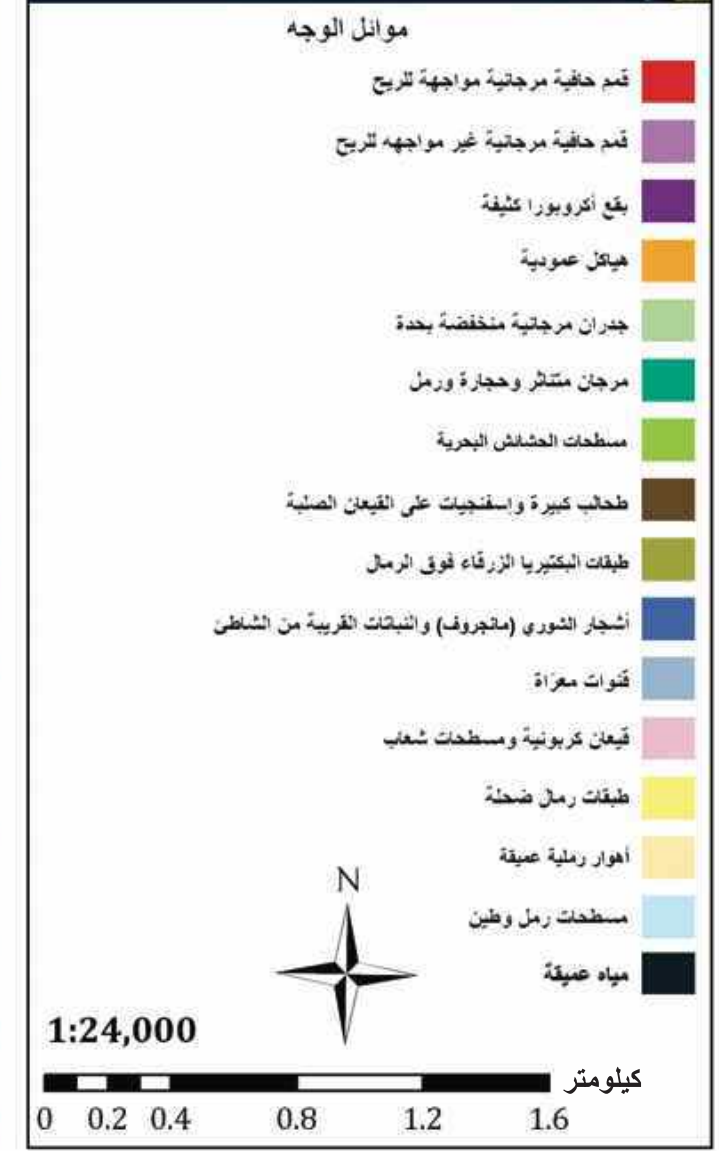 موائل الوجه
قمم حافية مرجانية مواجهة للريح
قمم حافية مرجانية غير مواجهه للريح
بقع أكروبورا كثيفة
هياكل عمودية
جدران مرجانية منخفضة بحدة
مرجان متناثر وحجارة ورمل
مسطحات الحشائش البحرية
طحالب كبيرة وإسفنجيات على القيعان الصلبة
طبقات البكتيريا الزرقاء فوق الرمال
أشجار الشوري (مانجروف) والنباتات القريبة من الشاطئ
قنوات معرّاة
قيعان كربونية ومسطحات شعاب
طبقات رمال ضحلة
أهوار رملية عميقة
مسطحات رمل وطين
مياه عميقة
N
1:24,000
كيلومتر
0 0.2 0.4 0.8 1.2 1.6